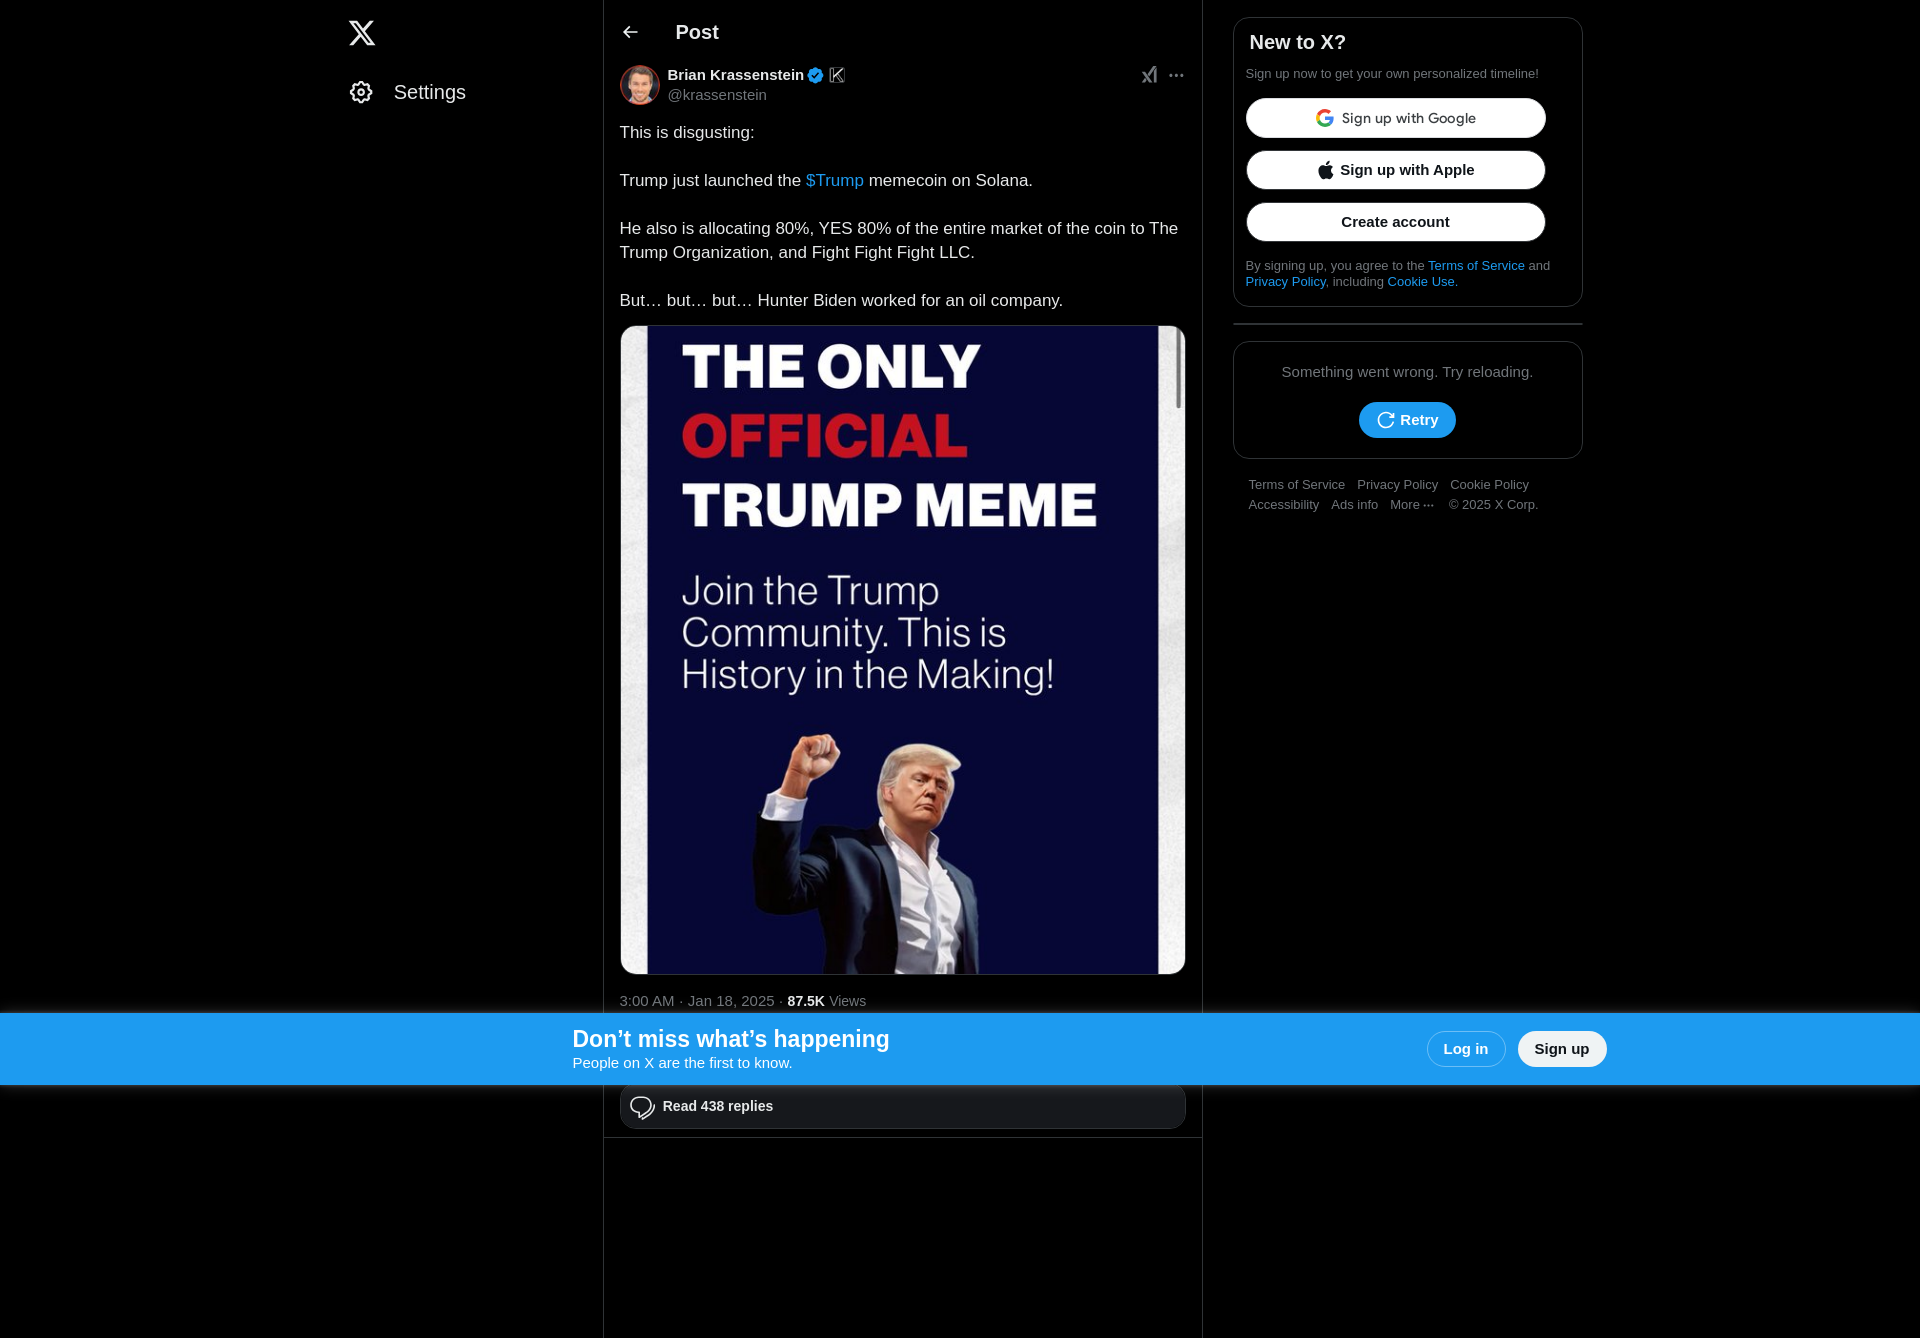 Settings
Post
Brian Krassenstein
@krassenstein
This is disgusting:
Trump just launched the $Trump memecoin on Solana.
He also is allocating 80%, YES 80% of the entire market of the coin to The
Trump Organization, and Fight Fight Fight LLC.
But… but… but… Hunter Biden worked for an oil company.
THE ONLY
OFFICIAL
TRUMP MEME
Join the Trump
Community. This is
History in the Making!
3:00 AM · Jan 18, 2025 · 87.5K Views
Read 438 replies
New to X?
Sign up now to get your own personalized timeline!
Sign up with Google
Sign up with Apple
Create account
By signing up, you agree to the Terms of Service and
Privacy Policy, including Cookie Use.
Something went wrong. Try reloading.
Retry
Terms of Service Privacy Policy Cookie Policy
Accessibility Ads info More ··· © 2025 X Corp.
Don’t miss what’s happening
People on X are the first to know.
Log in
Sign up